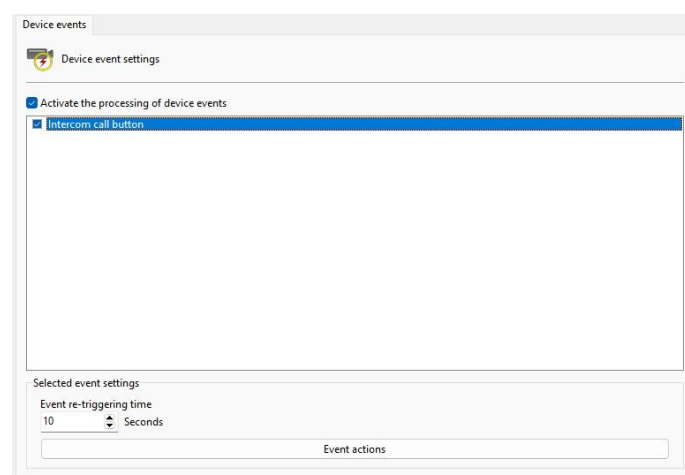 Device events
Device event settings
Activate the processing of device events
Intercom call button
Selected event settings
Event re-triggering time
10 Seconds
Event actions